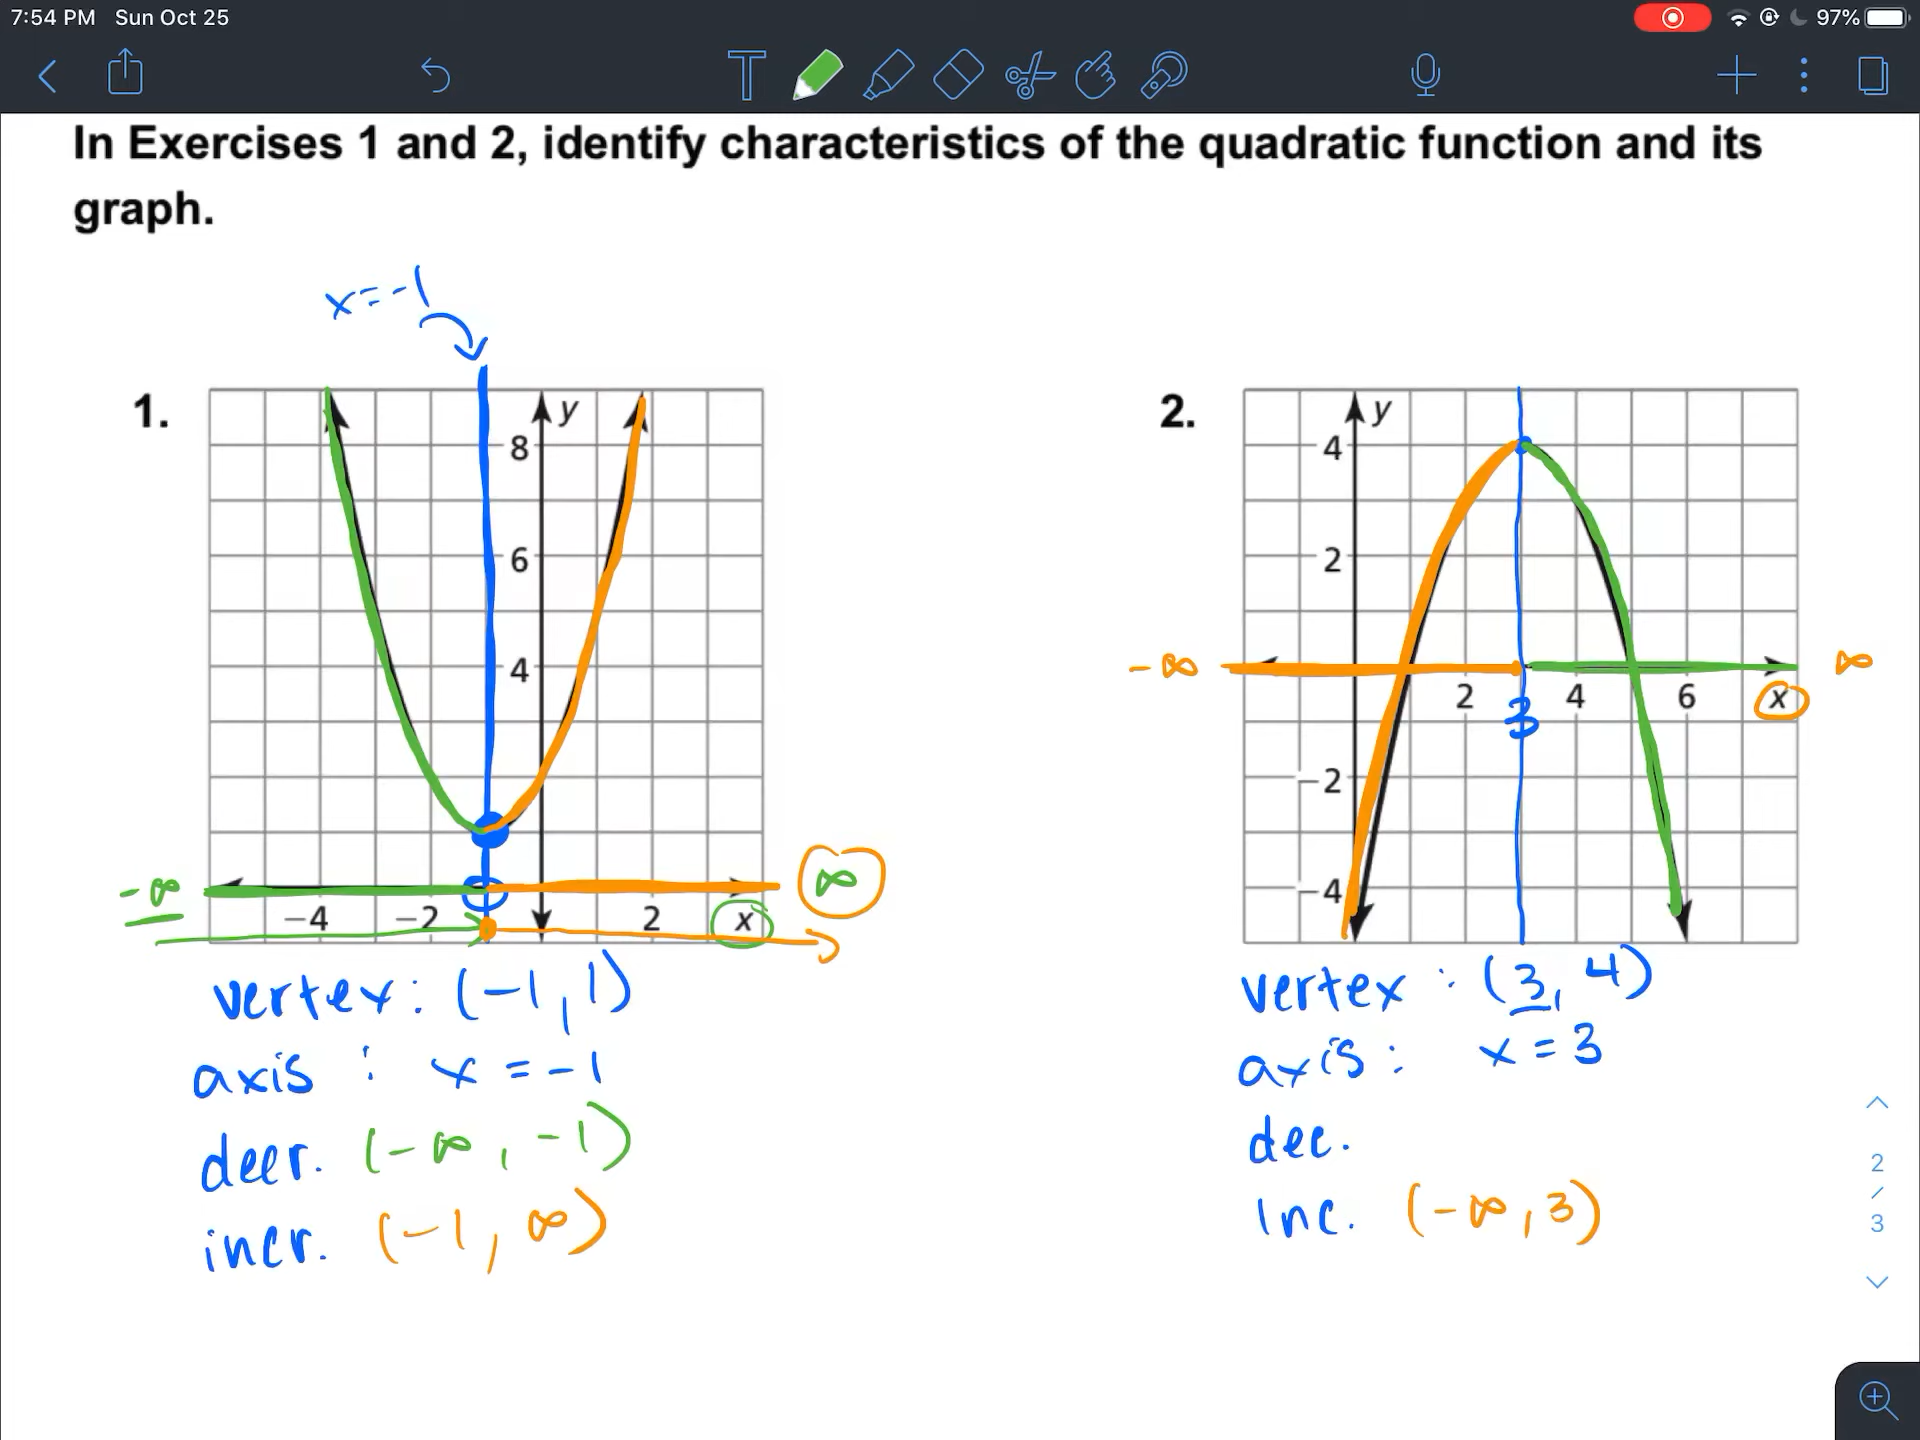 7:54 PM Sun Oct 25
97%
T
In Exercises 1 and 2, identify characteristics of the quadratic function and its
graph.
x=-1
1.
y
8
6
4
-∞
∞
−4 −2 2 x
vertex: (-1, 1)
axis : x = -1
decr. (-∞, -1)
incr. (-1, ∞)
2.
y
4
2
-∞
∞
2 3 4 6 x
−2
−4
vertex : (3, 4)
axis: x = 3
dec.
Inc. (-∞, 3)
2
/
3